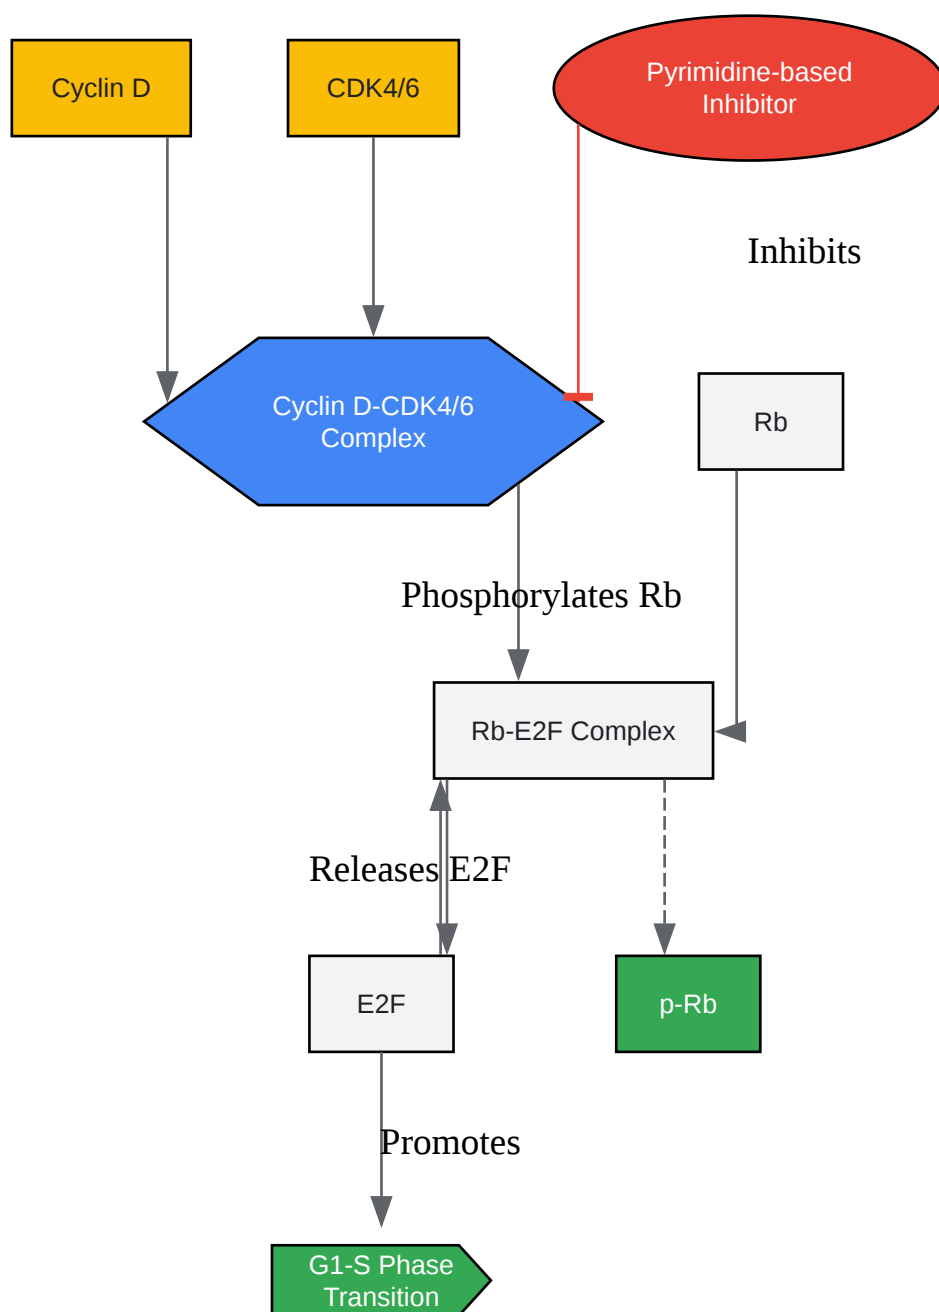 Cyclin D
CDK4/6
Pyrimidine-based
Inhibitor
Inhibits
Cyclin D-CDK4/6
Complex
Rb
Phosphorylates Rb
Rb-E2F Complex
Releases E2F
E2F
p-Rb
Promotes
G1-S Phase
Transition